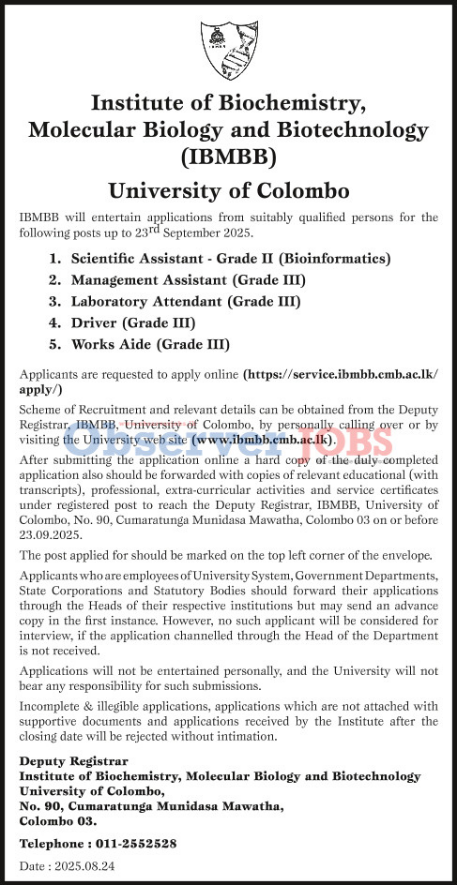 Institute of Biochemistry,
Molecular Biology and Biotechnology
(IBMBB)
University of Colombo
IBMBB will entertain applications from suitably qualified persons for the
following posts up to 23rd September 2025.
1. Scientific Assistant - Grade II (Bioinformatics)
2. Management Assistant (Grade III)
3. Laboratory Attendant (Grade III)
4. Driver (Grade III)
5. Works Aide (Grade III)
Applicants are requested to apply online (https://service.ibmbb.cmb.ac.lk/
apply/)
Scheme of Recruitment and relevant details can be obtained from the Deputy
Registrar, IBMBB, University of Colombo, by personally calling over or by
visiting the University web site (www.ibmbb.cmb.ac.lk).
Observer JOBS
After submitting the application online a hard copy of the duly completed
application also should be forwarded with copies of relevant educational (with
transcripts), professional, extra-curricular activities and service certificates
under registered post to reach the Deputy Registrar, IBMBB, University of
Colombo, No. 90, Cumaratunga Munidasa Mawatha, Colombo 03 on or before
23.09.2025.
The post applied for should be marked on the top left corner of the envelope.
Applicants who are employees of University System, Government Departments,
State Corporations and Statutory Bodies should forward their applications
through the Heads of their respective institutions but may send an advance
copy in the first instance. However, no such applicant will be considered for
interview, if the application channelled through the Head of the Department
is not received.
Applications will not be entertained personally, and the University will not
bear any responsibility for such submissions.
Incomplete & illegible applications, applications which are not attached with
supportive documents and applications received by the Institute after the
closing date will be rejected without intimation.
Deputy Registrar
Institute of Biochemistry, Molecular Biology and Biotechnology
University of Colombo,
No. 90, Cumaratunga Munidasa Mawatha,
Colombo 03.
Telephone : 011-2552528
Date : 2025.08.24